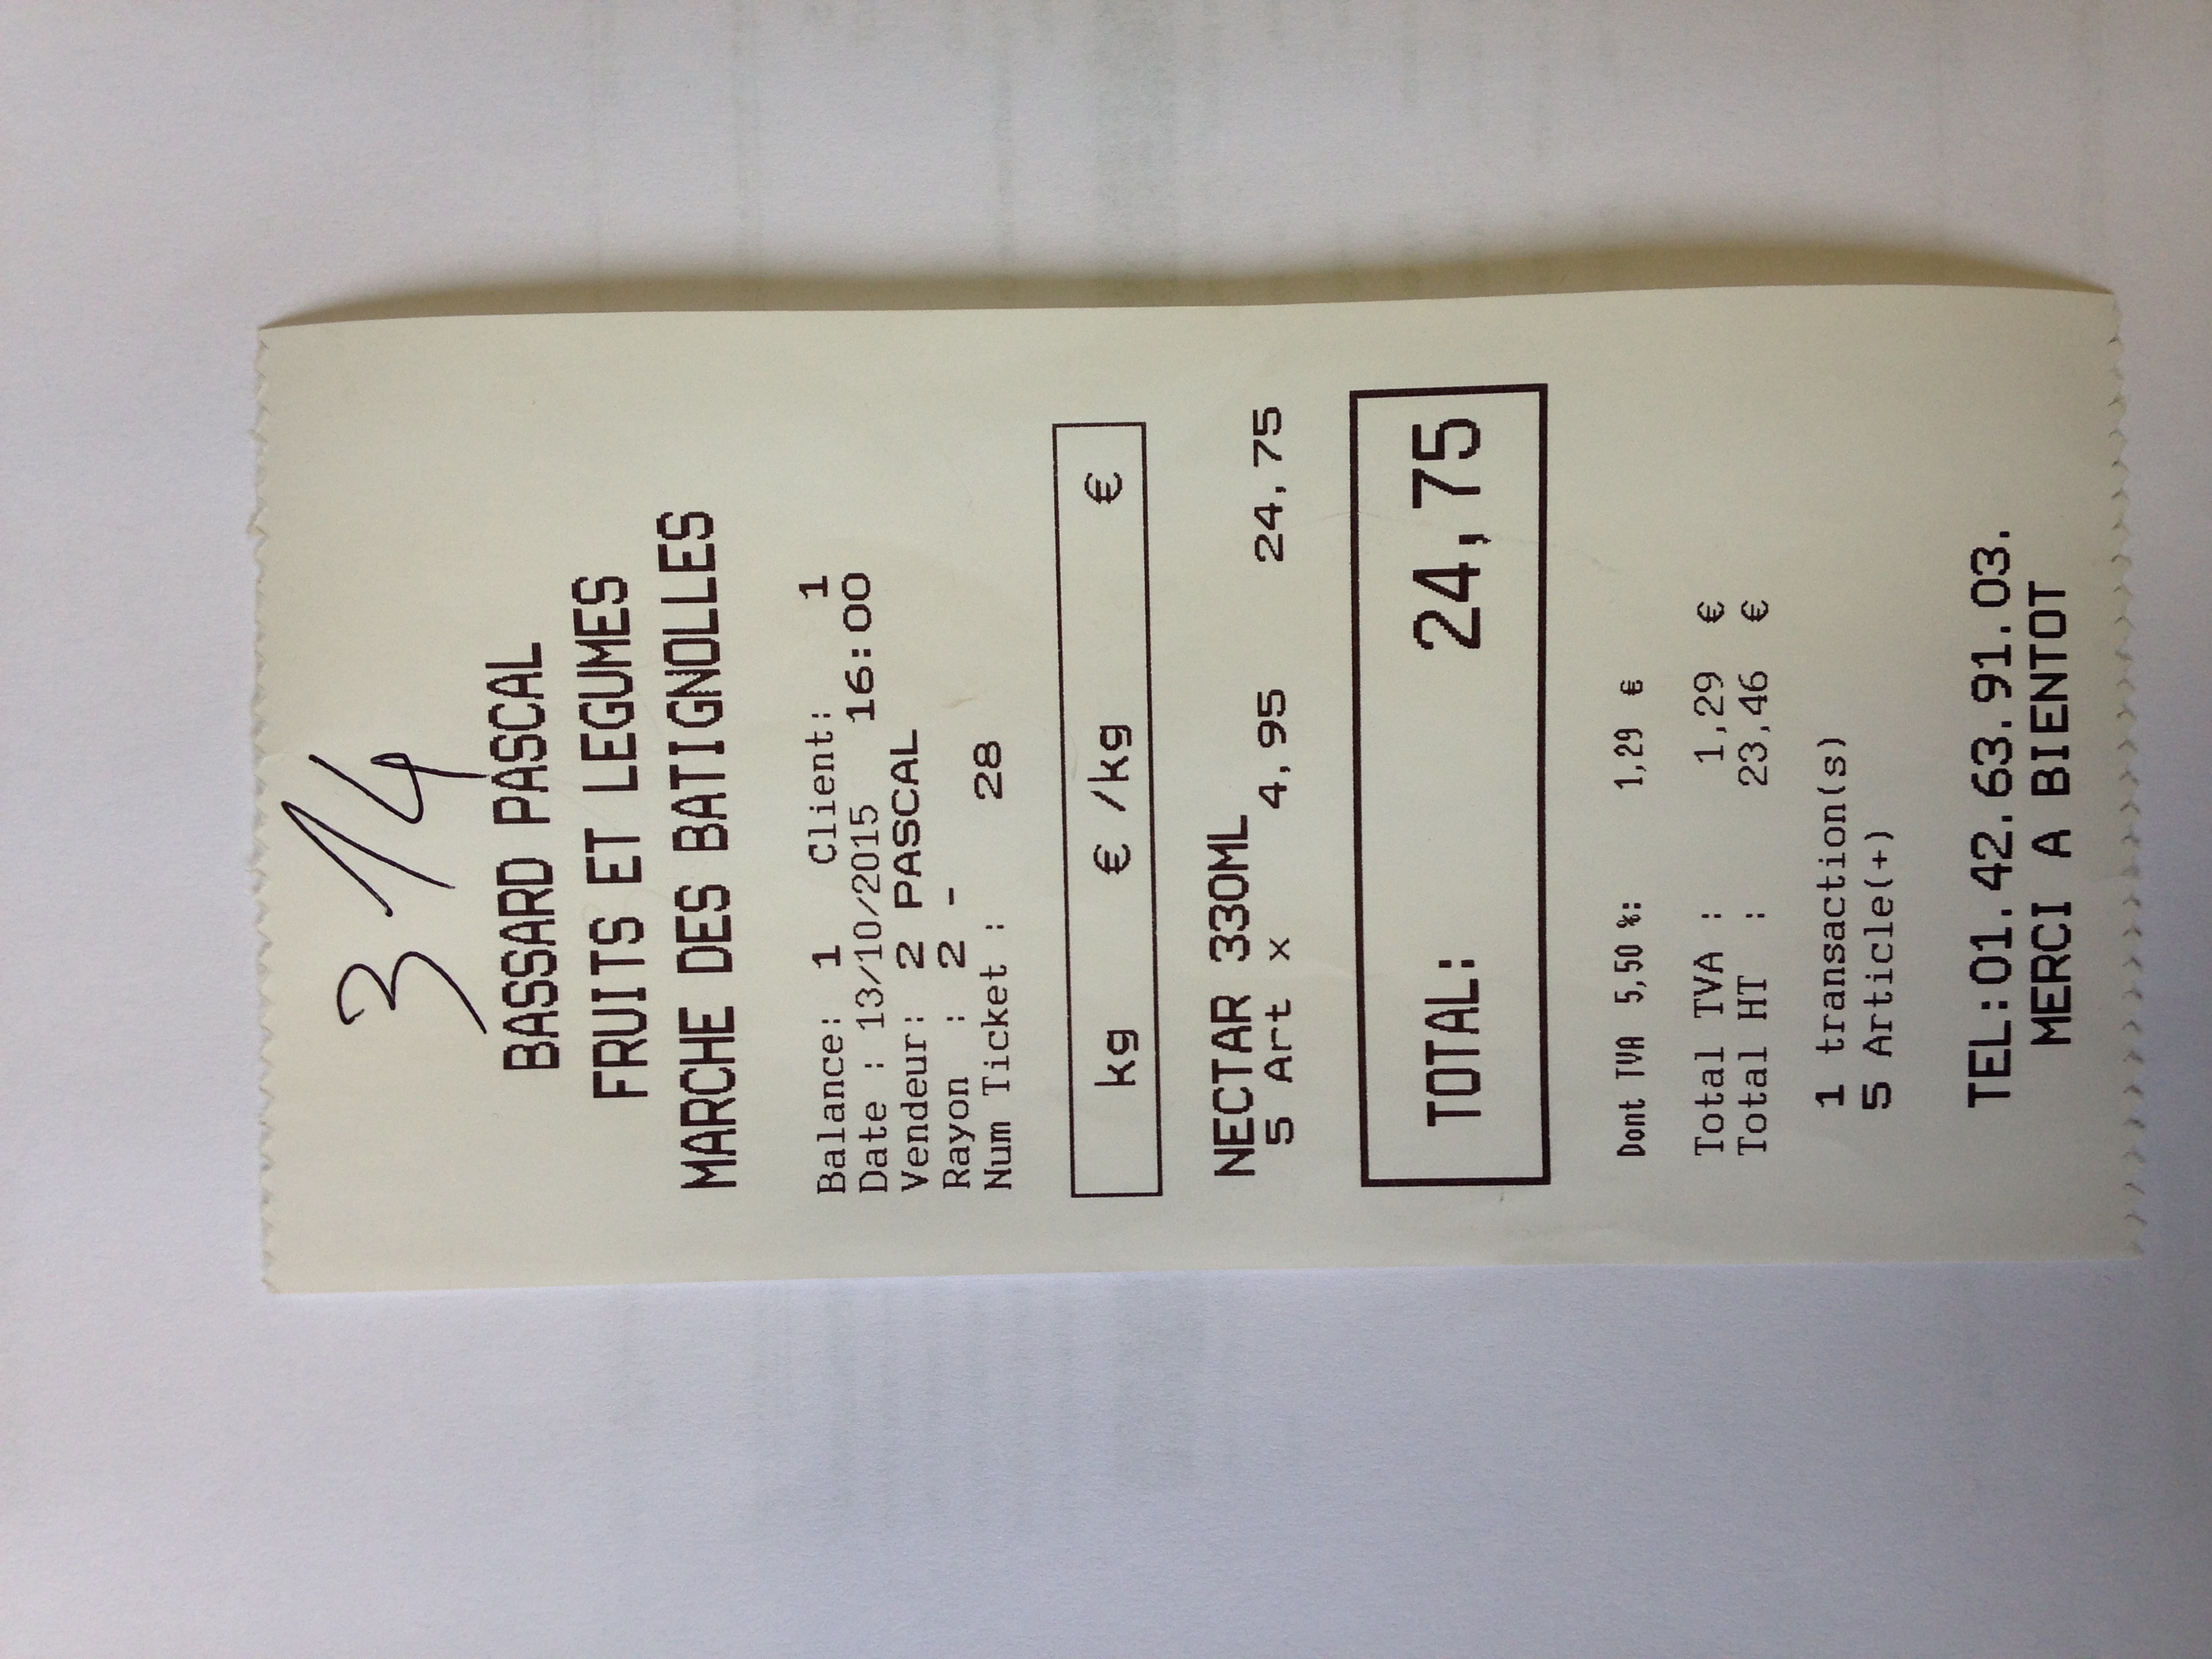 314
BASSARD PASCAL
FRUITS ET LEGUMES
MARCHE DES BATIGNOLLES
Balance: 1 Client: 1
Date : 13/10/2015 16:00
Vendeur: 2 PASCAL
Rayon : 2 -
Num Ticket : 28
kg € /kg €
NECTAR 330ML
5 Art x 4,95 24,75
TOTAL: 24,75
Dont TVA 5,50 %: 1,29 €
Total TVA : 1,29 €
Total HT : 23,46 €
1 transaction(s)
5 Article(+)
TEL:01.42.63.91.03.
MERCI A BIENTOT